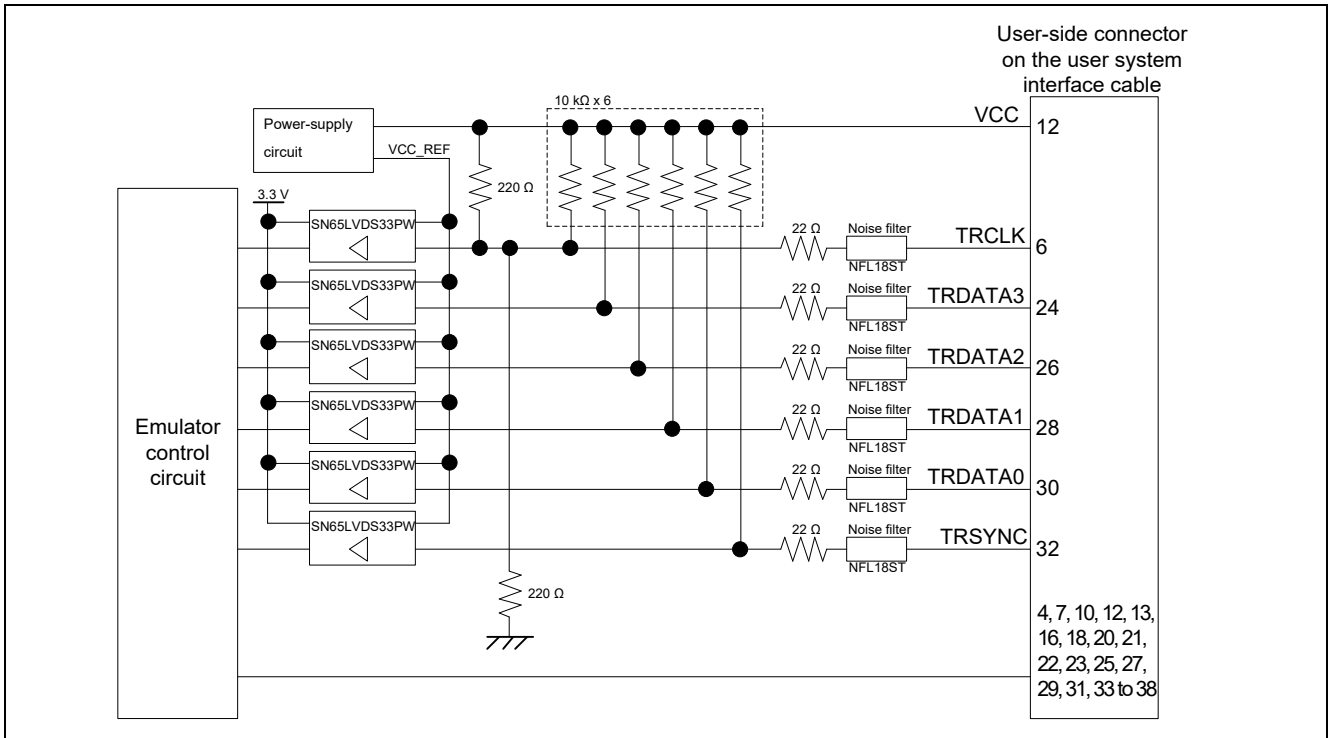 User-side connector
on the user system
interface cable
10 kΩ x 6
VCC
12
Power-supply
circuit
VCC_REF
220 Ω
3.3 V
SN65LVDS33PW
22 Ω
Noise filter
NFL18ST
TRCLK
6
SN65LVDS33PW
22 Ω
Noise filter
NFL18ST
TRDATA3
24
SN65LVDS33PW
22 Ω
Noise filter
NFL18ST
TRDATA2
26
SN65LVDS33PW
22 Ω
Noise filter
NFL18ST
TRDATA1
28
Emulator
control
circuit
SN65LVDS33PW
22 Ω
Noise filter
NFL18ST
TRDATA0
30
SN65LVDS33PW
22 Ω
Noise filter
NFL18ST
TRSYNC
32
220 Ω
4, 7, 10, 12, 13,
16, 18, 20, 21,
22, 23, 25, 27,
29, 31, 33 to 38